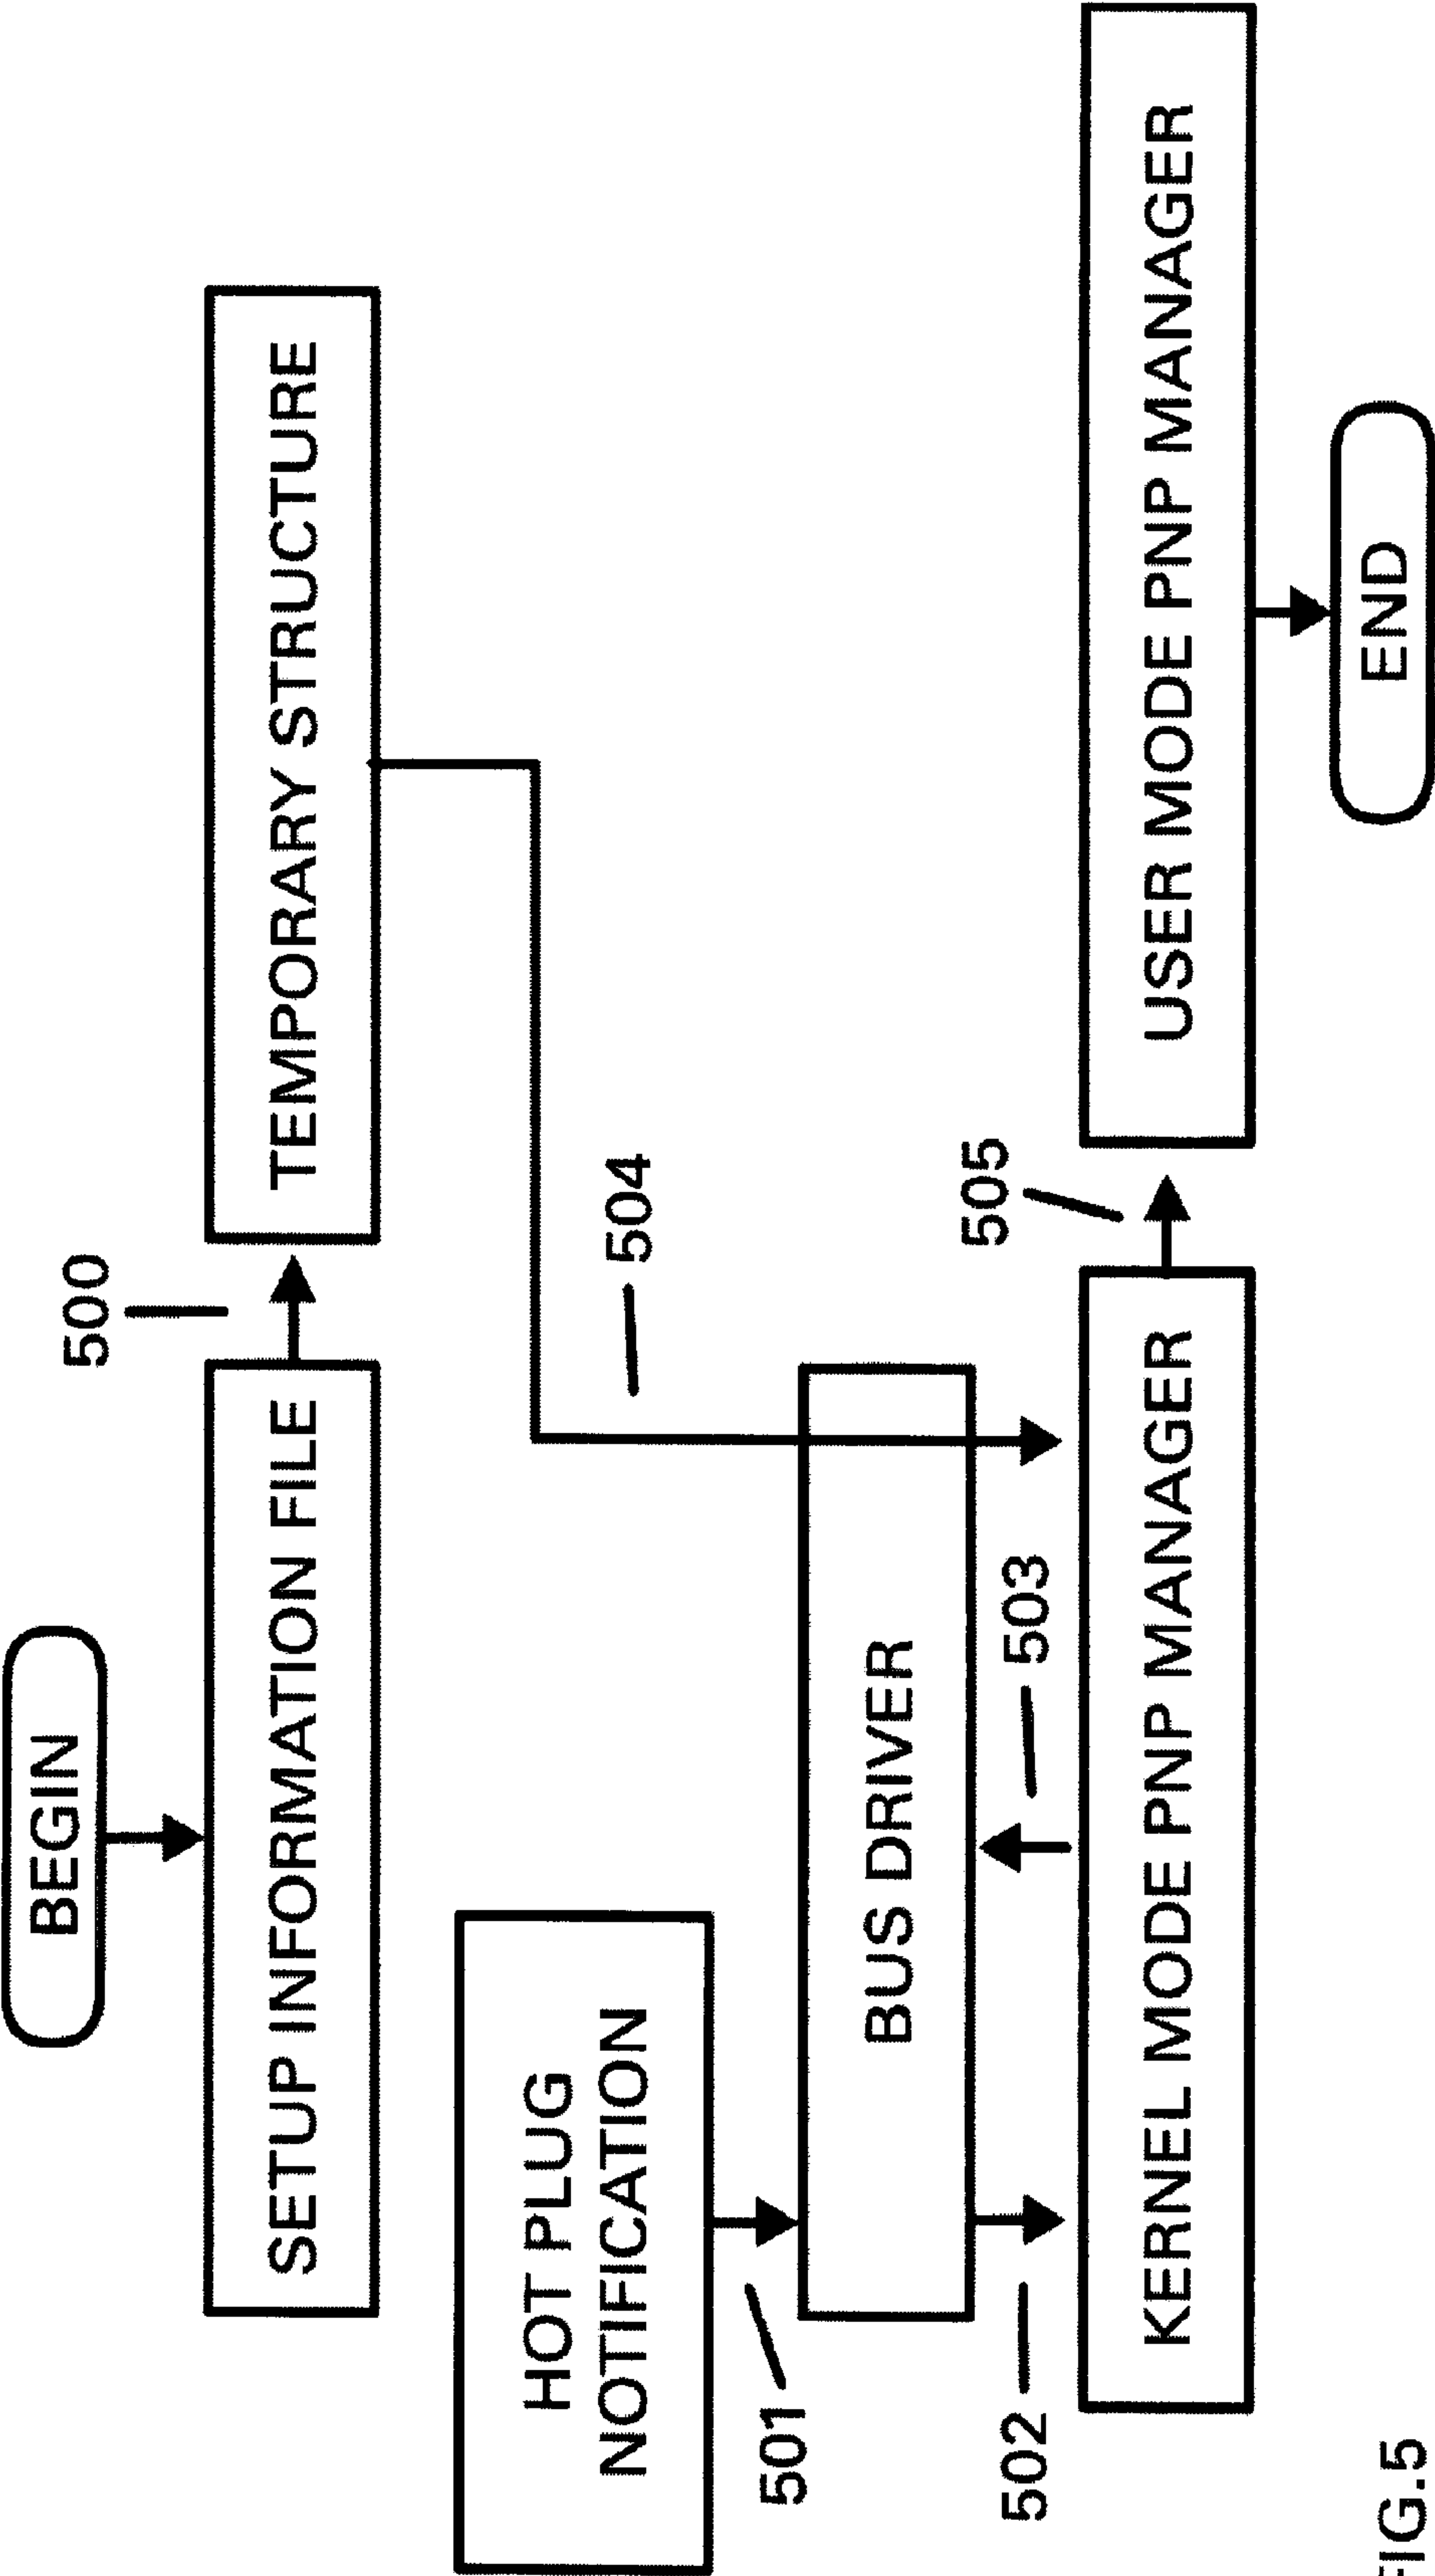 BEGIN
500
SETUP INFORMATION FILE
TEMPORARY STRUCTURE
HOT PLUG
NOTIFICATION
504
501
BUS DRIVER
502
503
505
KERNEL MODE PNP MANAGER
USER MODE PNP MANAGER
END
FIG.5